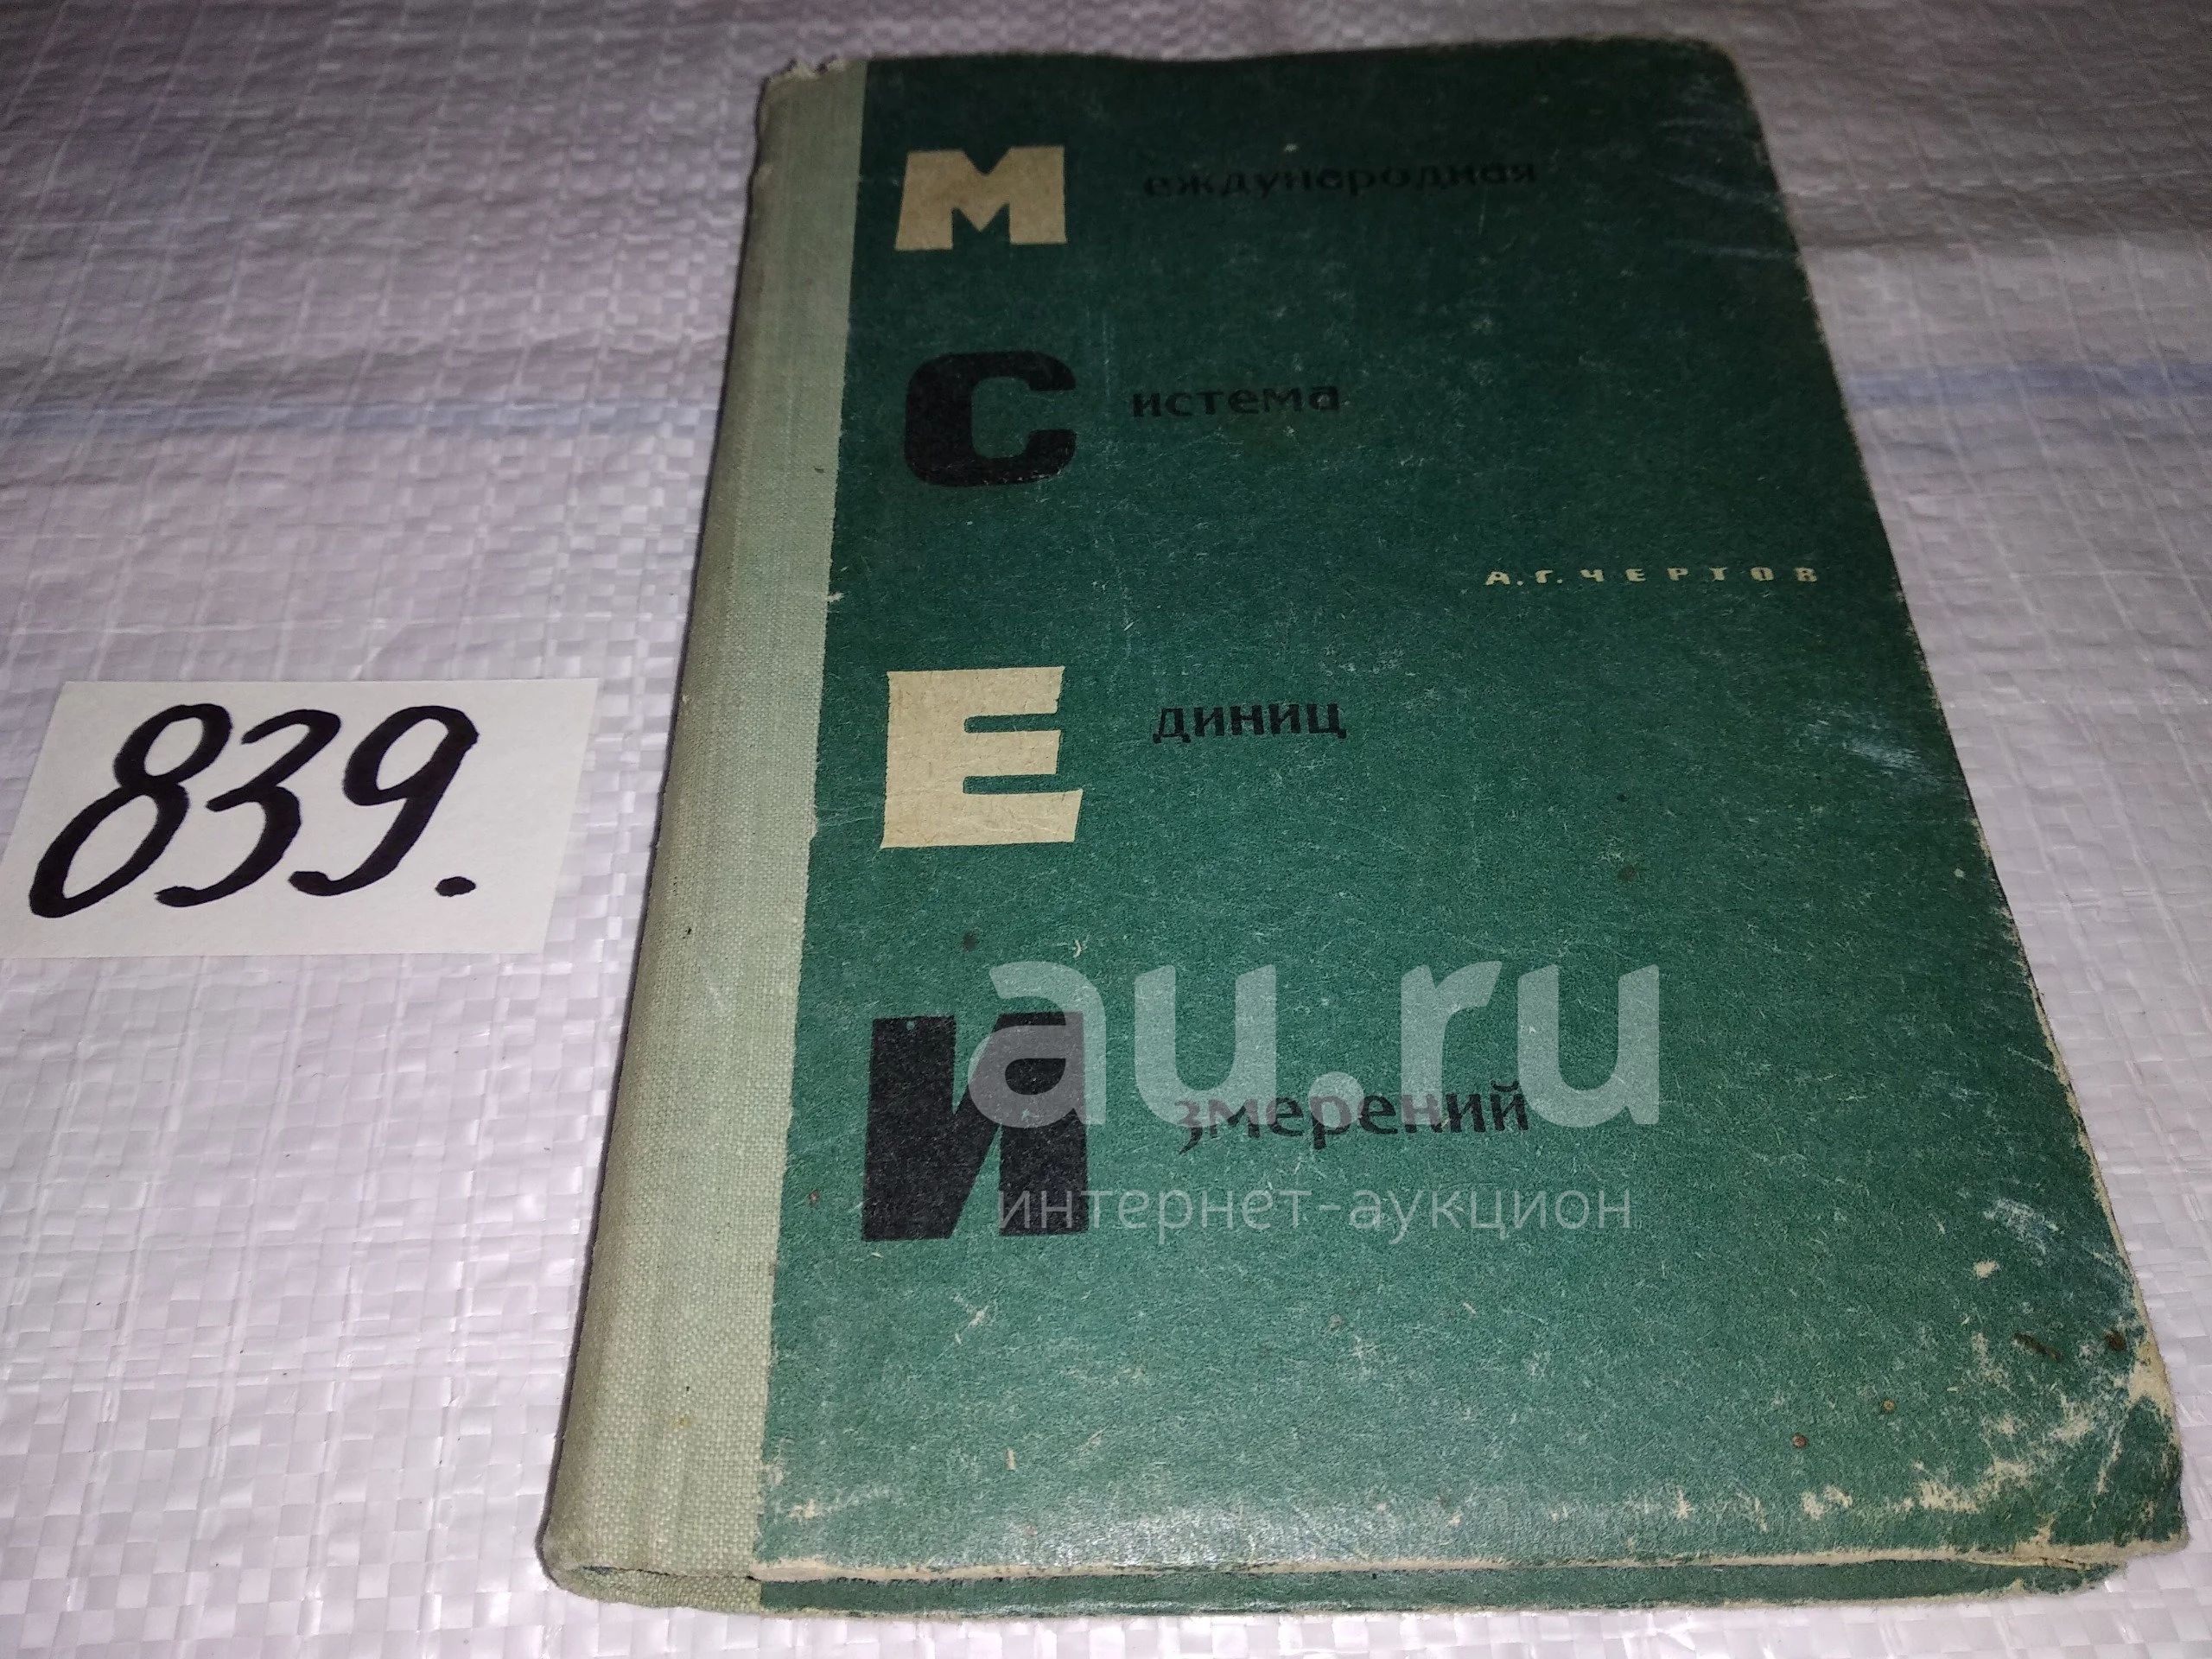 Международная
Система
А. Г. ЧЕРТОВ
Единиц
839.
au.ru
Измерений
интернет-аукцион